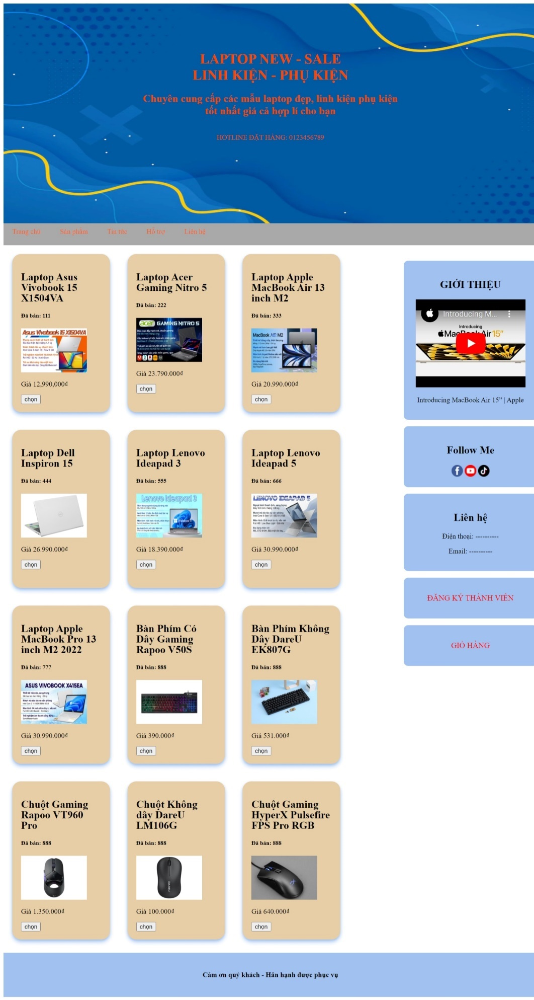 LAPTOP NEW - SALE
LINH KIỆN - PHỤ KIỆN
Chuyên cung cấp các mẫu laptop đẹp, linh kiện phụ kiện
tốt nhất giá cả hợp lí cho bạn
HOTLINE ĐẶT HÀNG: 0123456789
Trang chủ Sản phẩm Tin tức Hỗ trợ Liên hệ
Laptop Asus
Vivobook 15
X1504VA
Đã bán: 111
Asus Vivobook 15 X1504VA
Giá 12,990,000₫
chọn
Laptop Acer
Gaming Nitro 5
Đã bán: 222
acer GAMING NITRO 5
Giá 23.790.000₫
chọn
Laptop Apple
MacBook Air 13
inch M2
Đã bán: 333
MacBook AIR M2
Giá 20.990.000₫
chọn
Laptop Dell
Inspiron 15
Đã bán: 444
Giá 26.990.000₫
chọn
Laptop Lenovo
Ideapad 3
Đã bán: 555
Lenovo Ideapad 3
Giá 18.390.000₫
chọn
Laptop Lenovo
Ideapad 5
Đã bán: 666
LENOVO IDEAPAD 5
Giá 30.990.000₫
chọn
Laptop Apple
MacBook Pro 13
inch M2 2022
Đã bán: 777
ASUS VIVOBOOK X415EA
Giá 30.990.000₫
chọn
Bàn Phím Có
Dây Gaming
Rapoo V50S
Đã bán: 888
Giá 390.000₫
chọn
Bàn Phím Không
Dây DareU
EK807G
Đã bán: 888
Giá 531.000₫
chọn
Chuột Gaming
Rapoo VT960
Pro
Đã bán: 888
Giá 1.350.000₫
chọn
Chuột Không
dây DareU
LM106G
Đã bán: 888
Giá 100.000₫
chọn
Chuột Gaming
HyperX Pulsefire
FPS Pro RGB
Đã bán: 888
Giá 640.000₫
chọn
GIỚI THIỆU
Introducing M...
Introducing
MacBook Air 15”
Introducing MacBook Air 15” | Apple
Follow Me
Liên hệ
Điện thoại: ----------
Email: ----------
ĐĂNG KÝ THÀNH VIÊN
GIỎ HÀNG
Cảm ơn quý khách - Hân hạnh được phục vụ